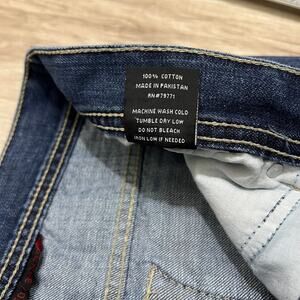 100% COTTON
MADE IN PAKISTAN
RN#79771
MACHINE WASH COLD
TUMBLE DRY LOW
DO NOT BLEACH
IRON LOW IF NEEDED